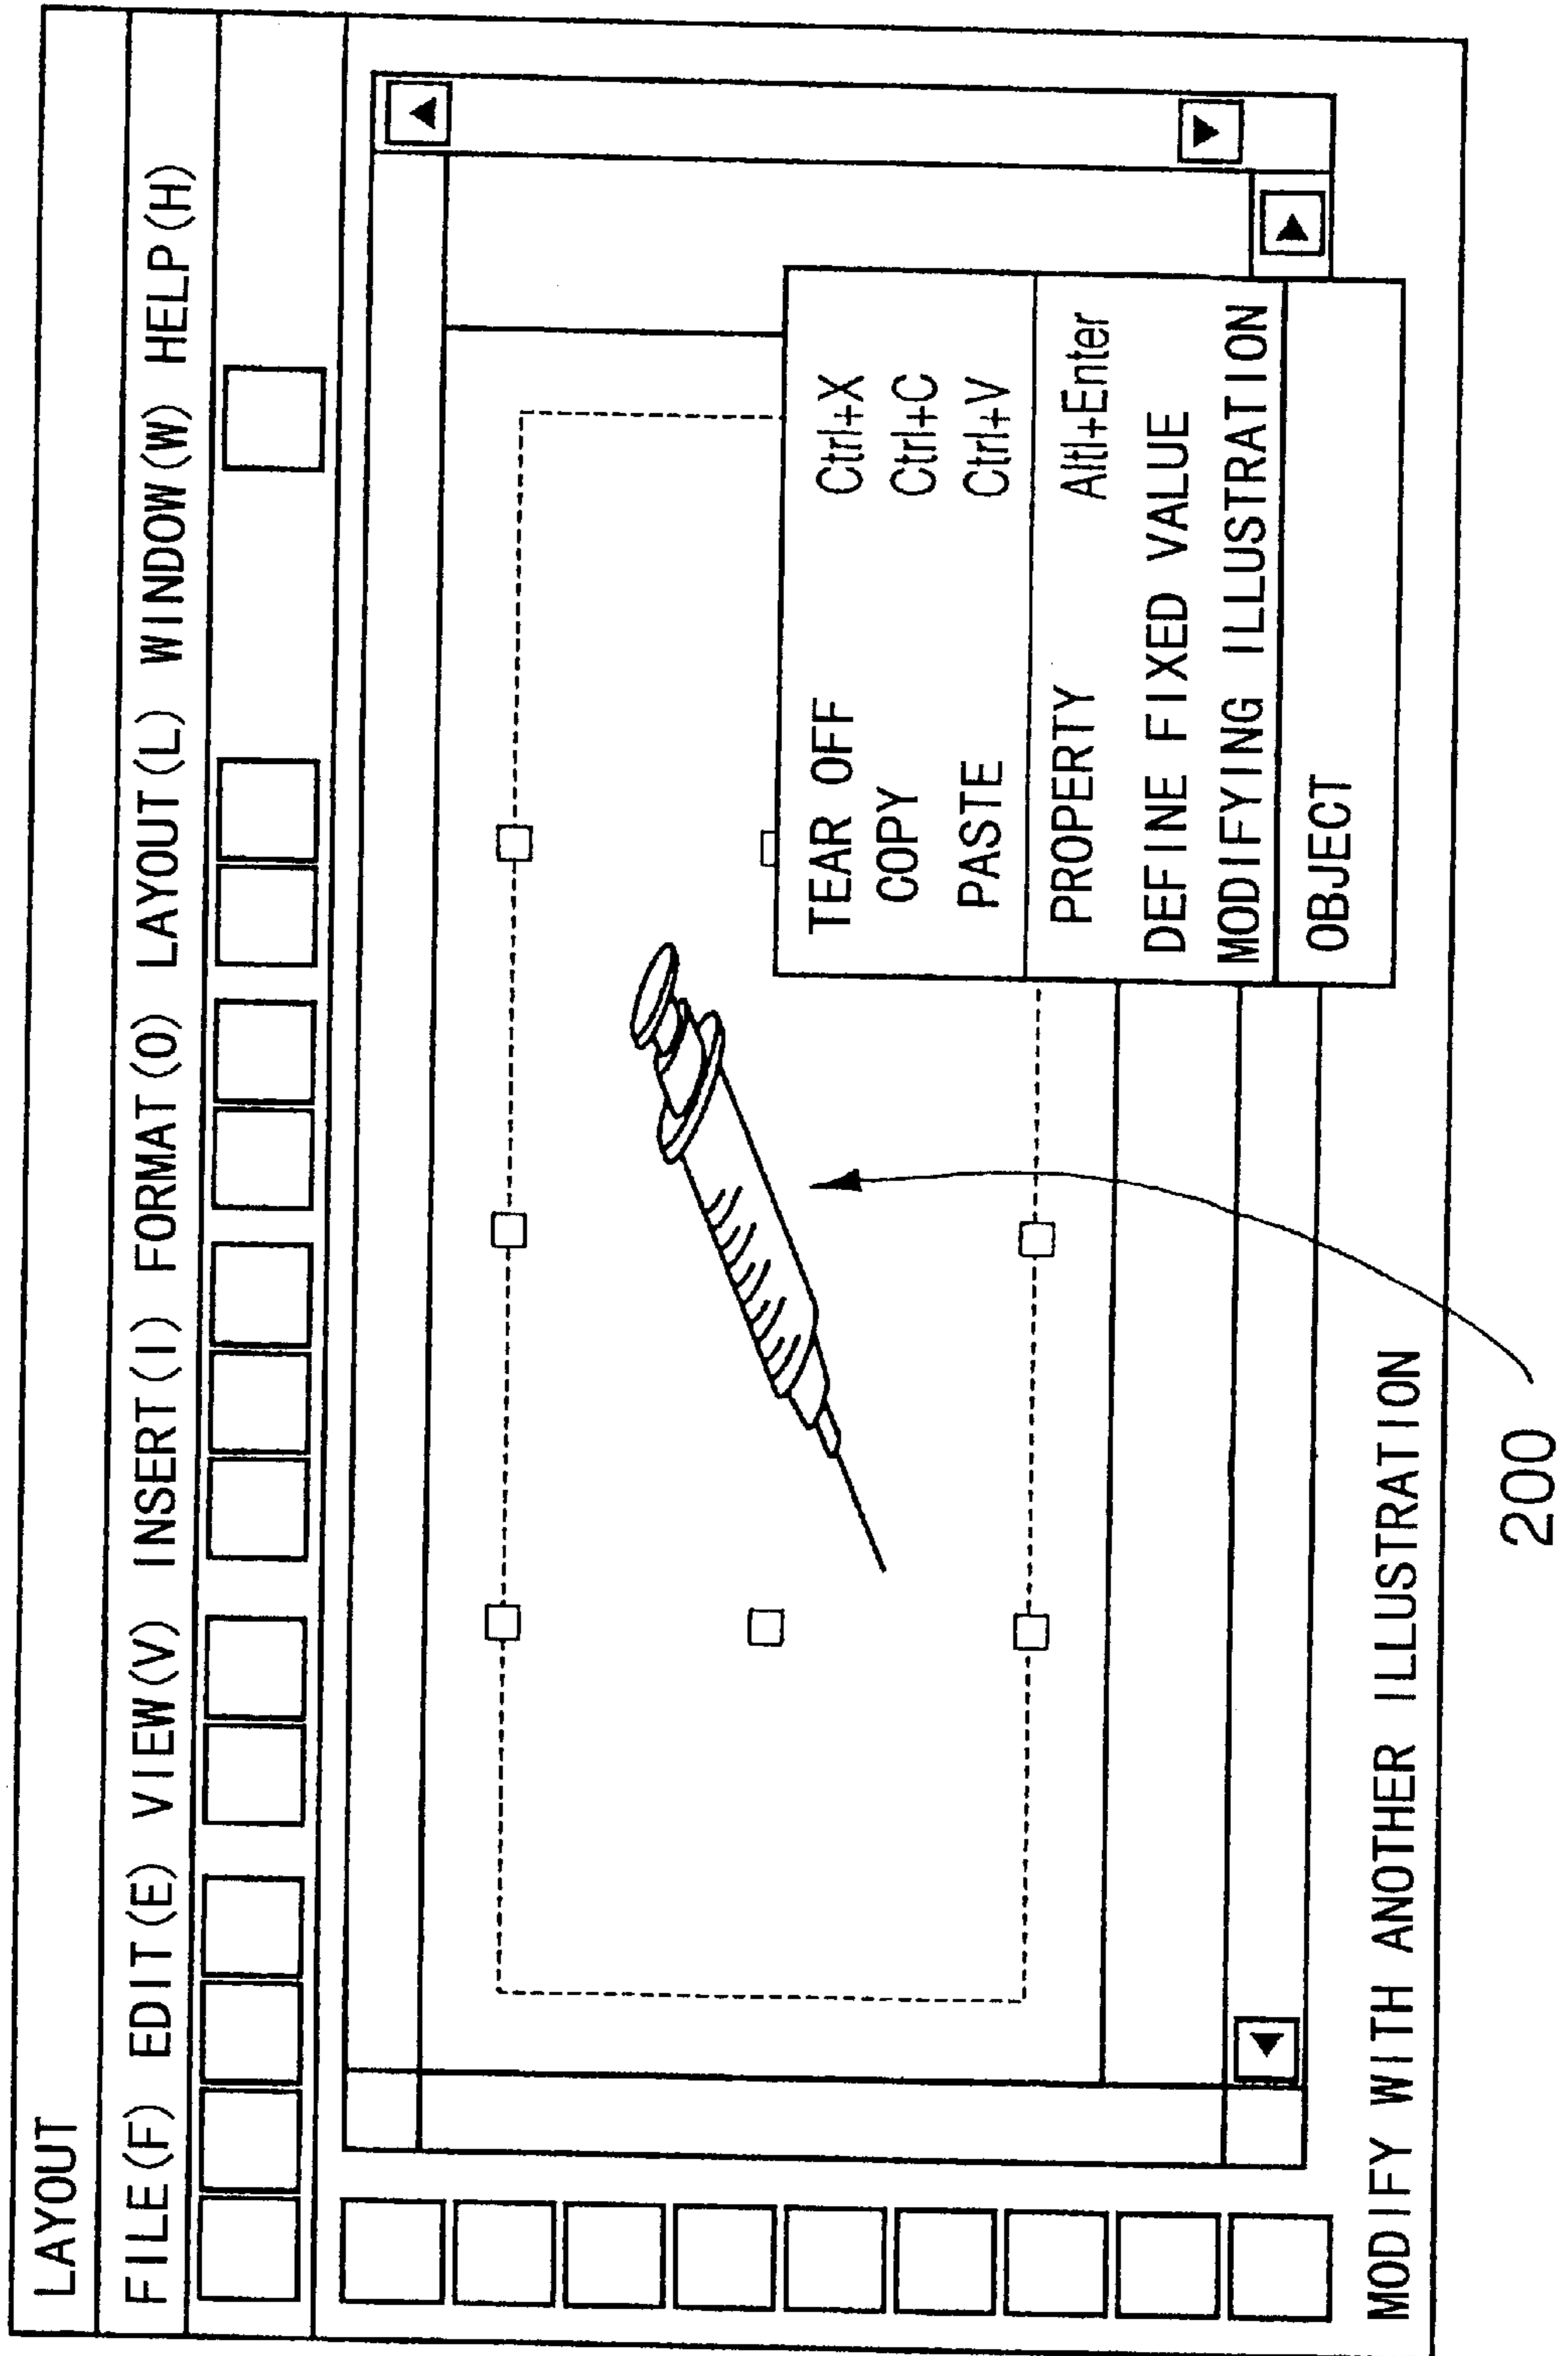 LAYOUT
FILE(F) EDIT(E) VIEW(V) INSERT(I) FORMAT(O) LAYOUT(L) WINDOW(W) HELP(H)
TEAR OFF Ctrl+X
COPY Ctrl+C
PASTE Ctrl+V
PROPERTY Altl+Enter
DEFINE FIXED VALUE
MODIFYING ILLUSTRATION
OBJECT
MODIFY WITH ANOTHER ILLUSTRATION
200